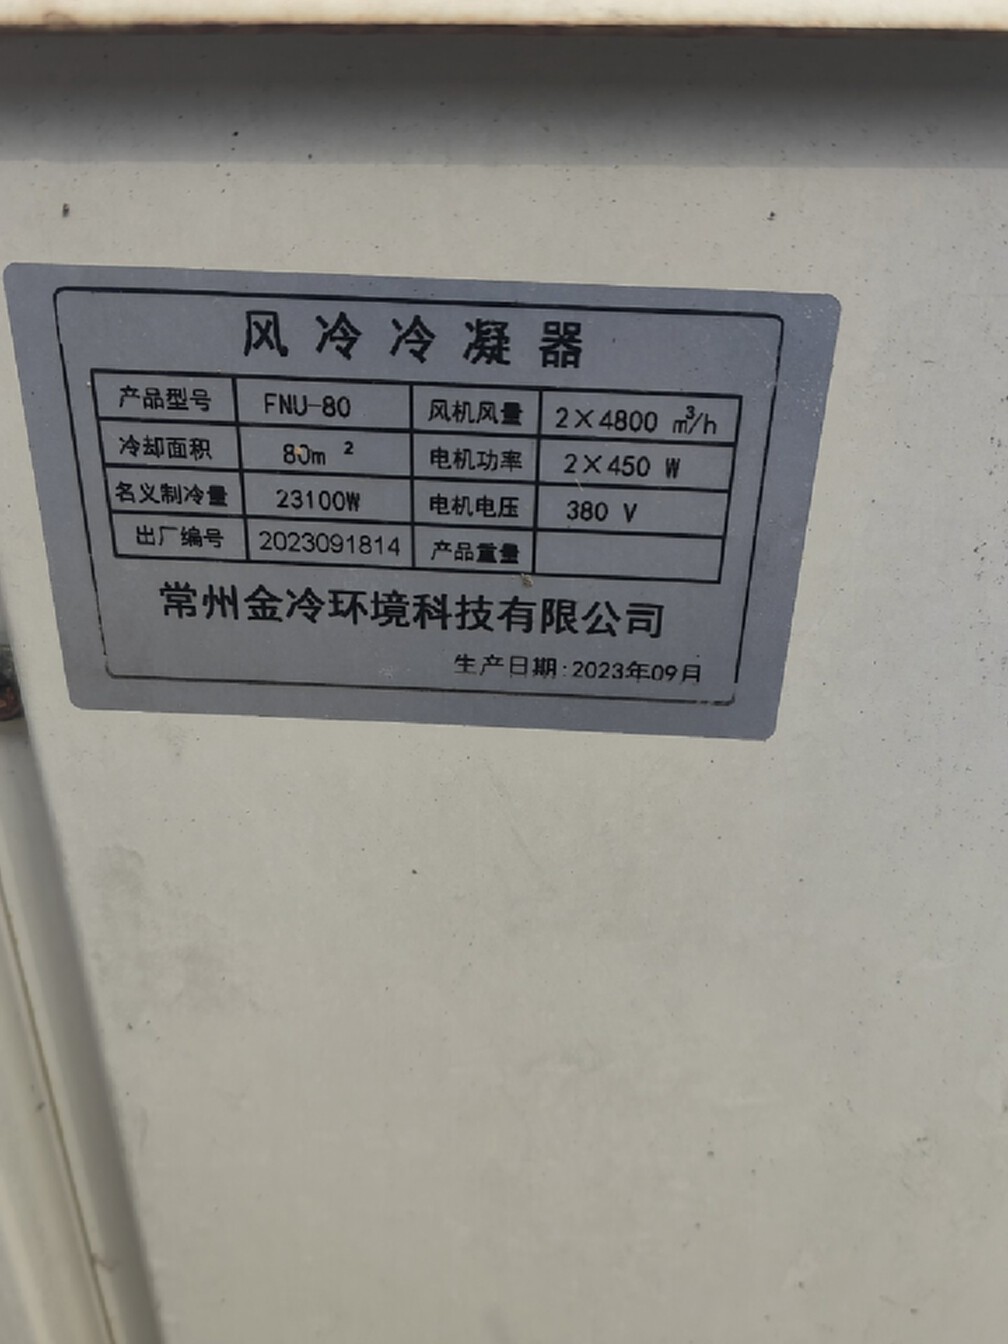 风冷冷凝器
产品型号 FNU-80 风机风量 2×4800 m³/h
冷却面积 80m² 电机功率 2×450 W
名义制冷量 23100W 电机电压 380 V
出厂编号 2023091814 产品重量
常州金冷环境科技有限公司
生产日期:2023年09月